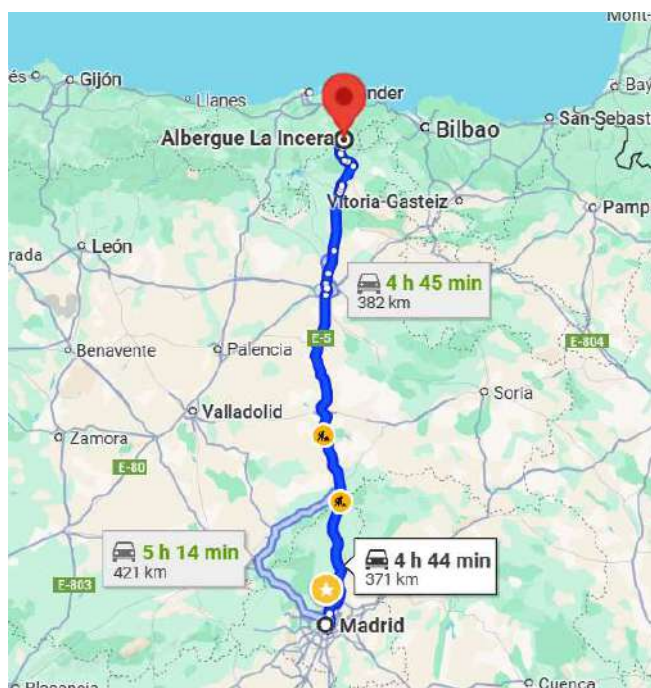 Mont-
és
Gijón
Llanes
nder
Bay
Albergue La Incera
Bilbao
San Sebast
Vitoria-Gasteiz
Pamp
rada
León
4 h 45 min
382 km
E-5
E-804
Benavente
Palencia
Soria
Valladolid
Zamora
E-80
5 h 14 min
421 km
4 h 44 min
371 km
E-803
Madrid
Plasencia
Cuenca